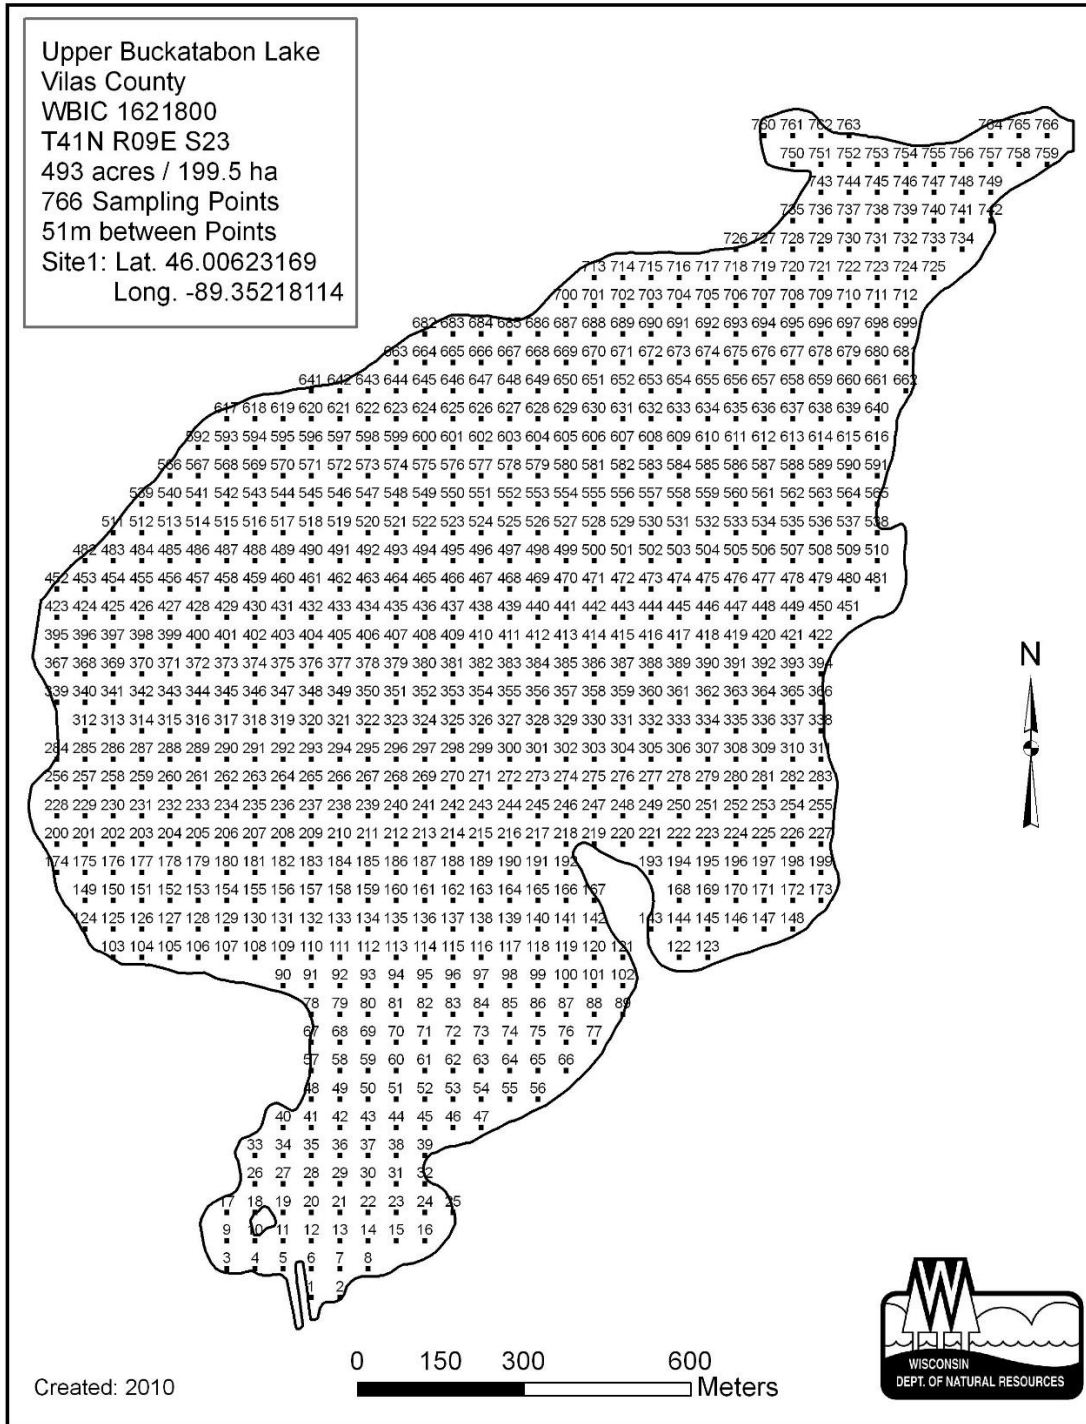 Upper Buckatabon Lake
Vilas County
WBIC 1621800
T41N R09E S23
493 acres / 199.5 ha
766 Sampling Points
51m between Points
Site1: Lat. 46.00623169
Long. -89.35218114
760 761 762 763 764 765 766
750 751 752 753 754 755 756 757 758 759
743 744 745 746 747 748 749
735 736 737 738 739 740 741 742
726 727 728 729 730 731 732 733 734
713 714 715 716 717 718 719 720 721 722 723 724 725
700 701 702 703 704 705 706 707 708 709 710 711 712
682 683 684 685 686 687 688 689 690 691 692 693 694 695 696 697 698 699
663 664 665 666 667 668 669 670 671 672 673 674 675 676 677 678 679 680 681
641 642 643 644 645 646 647 648 649 650 651 652 653 654 655 656 657 658 659 660 661 662
617 618 619 620 621 622 623 624 625 626 627 628 629 630 631 632 633 634 635 636 637 638 639 640
592 593 594 595 596 597 598 599 600 601 602 603 604 605 606 607 608 609 610 611 612 613 614 615 616
566 567 568 569 570 571 572 573 574 575 576 577 578 579 580 581 582 583 584 585 586 587 588 589 590 591
539 540 541 542 543 544 545 546 547 548 549 550 551 552 553 554 555 556 557 558 559 560 561 562 563 564 565
511 512 513 514 515 516 517 518 519 520 521 522 523 524 525 526 527 528 529 530 531 532 533 534 535 536 537 538
482 483 484 485 486 487 488 489 490 491 492 493 494 495 496 497 498 499 500 501 502 503 504 505 506 507 508 509 510
452 453 454 455 456 457 458 459 460 461 462 463 464 465 466 467 468 469 470 471 472 473 474 475 476 477 478 479 480 481
423 424 425 426 427 428 429 430 431 432 433 434 435 436 437 438 439 440 441 442 443 444 445 446 447 448 449 450 451
395 396 397 398 399 400 401 402 403 404 405 406 407 408 409 410 411 412 413 414 415 416 417 418 419 420 421 422
367 368 369 370 371 372 373 374 375 376 377 378 379 380 381 382 383 384 385 386 387 388 389 390 391 392 393 394
339 340 341 342 343 344 345 346 347 348 349 350 351 352 353 354 355 356 357 358 359 360 361 362 363 364 365 366
312 313 314 315 316 317 318 319 320 321 322 323 324 325 326 327 328 329 330 331 332 333 334 335 336 337 338
284 285 286 287 288 289 290 291 292 293 294 295 296 297 298 299 300 301 302 303 304 305 306 307 308 309 310 311
256 257 258 259 260 261 262 263 264 265 266 267 268 269 270 271 272 273 274 275 276 277 278 279 280 281 282 283
228 229 230 231 232 233 234 235 236 237 238 239 240 241 242 243 244 245 246 247 248 249 250 251 252 253 254 255
200 201 202 203 204 205 206 207 208 209 210 211 212 213 214 215 216 217 218 219 220 221 222 223 224 225 226 227
174 175 176 177 178 179 180 181 182 183 184 185 186 187 188 189 190 191 192 193 194 195 196 197 198 199
149 150 151 152 153 154 155 156 157 158 159 160 161 162 163 164 165 166 167 168 169 170 171 172 173
124 125 126 127 128 129 130 131 132 133 134 135 136 137 138 139 140 141 142 143 144 145 146 147 148
103 104 105 106 107 108 109 110 111 112 113 114 115 116 117 118 119 120 121 122 123
90 91 92 93 94 95 96 97 98 99 100 101 102
78 79 80 81 82 83 84 85 86 87 88 89
67 68 69 70 71 72 73 74 75 76 77
57 58 59 60 61 62 63 64 65 66
48 49 50 51 52 53 54 55 56
40 41 42 43 44 45 46 47
33 34 35 36 37 38 39
26 27 28 29 30 31 32
17 18 19 20 21 22 23 24 25
9 10 11 12 13 14 15 16
3 4 5 6 7 8
1 2
N
0 150 300 600
Meters
Created: 2010
W
WISCONSIN
DEPT. OF NATURAL RESOURCES